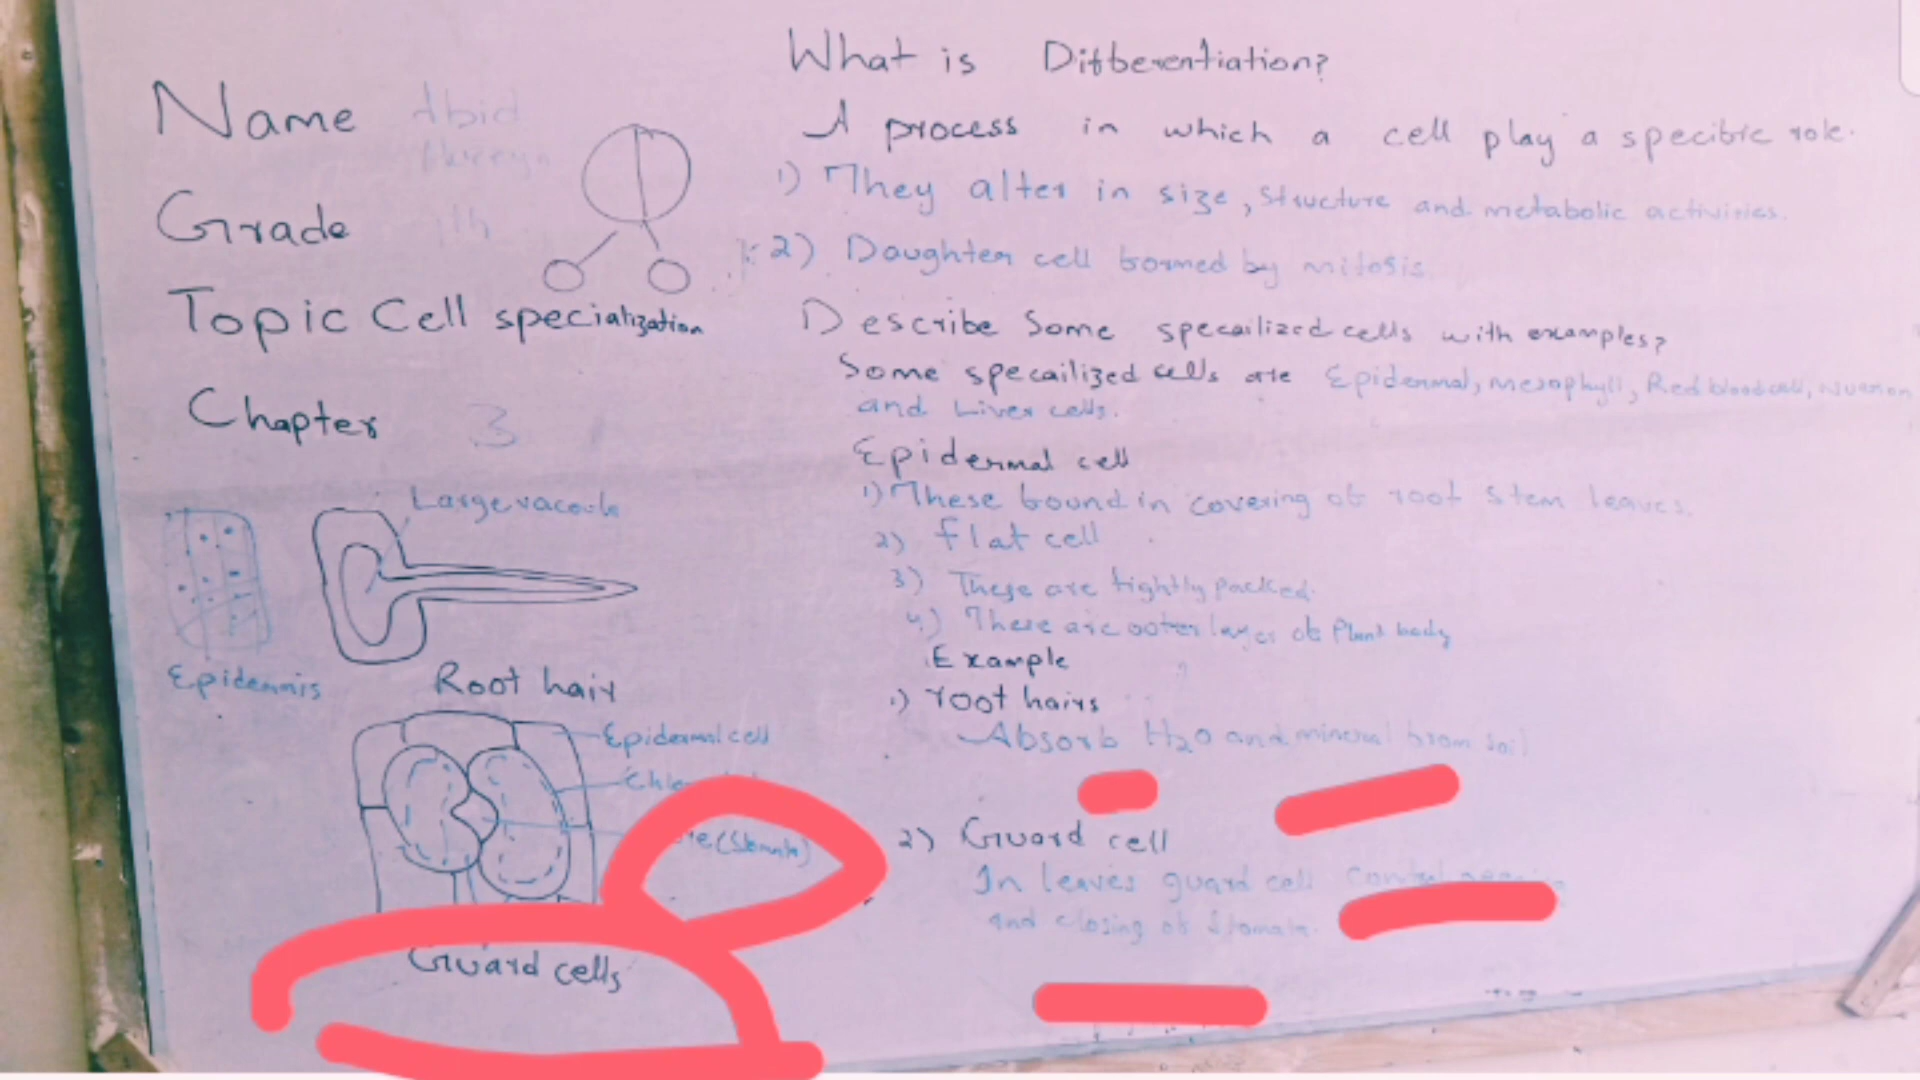 Name Abid
Grade
Topic Cell specialization
Chapter 3
Large vacoule
Epidermis
Root hair
Epidermal cell
(Stomata)
Guard cells
What is Differentiation?
A process in which a cell play a specific role.
1) They alter in size, structure and metabolic activities.
2) Daughter cell formed by mitosis.
Describe Some specailized cells with examples?
Some specailized cells are Epidermal, mesophyll, Red blood cell,
and Liver cells.
Epidermal cell
1) These found in covering of root stem leaves.
2) flat cell
3) These are tightly packed.
4) These are outer layer of Plant body
Example
1) root hairs
Absorb H2O and mineral from soil
2) Guard cell
In leaves guard cell control
and closing of Stomata.